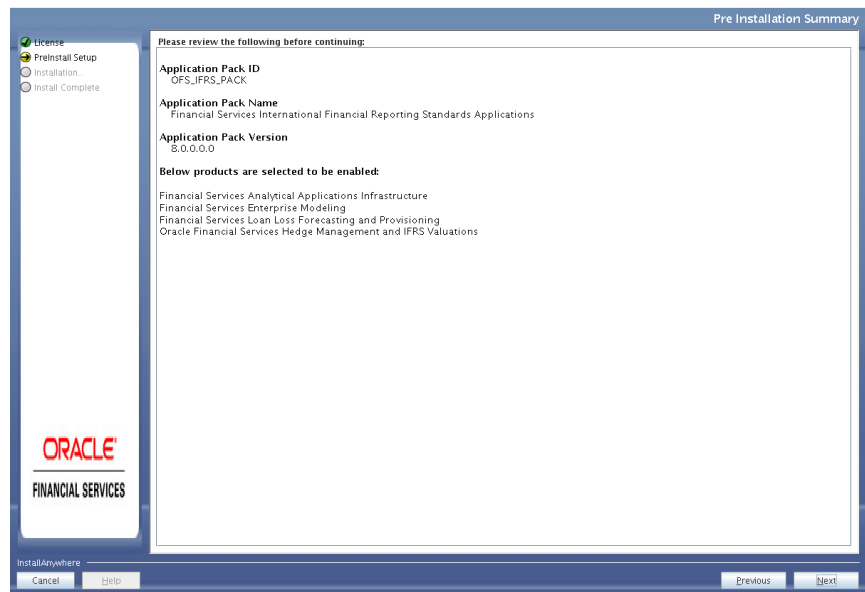 Pre Installation Summary
License
PreInstall Setup
Installation...
Install Complete
Please review the following before continuing:
Application Pack ID
OFS_IFRS_PACK
Application Pack Name
Financial Services International Financial Reporting Standards Applications
Application Pack Version
8.0.0.0.0
Below products are selected to be enabled:
Financial Services Analytical Applications Infrastructure
Financial Services Enterprise Modeling
Financial Services Loan Loss Forecasting and Provisioning
Oracle Financial Services Hedge Management and IFRS Valuations
ORACLE
FINANCIAL SERVICES
InstallAnywhere
Cancel
Help
Previous
Next